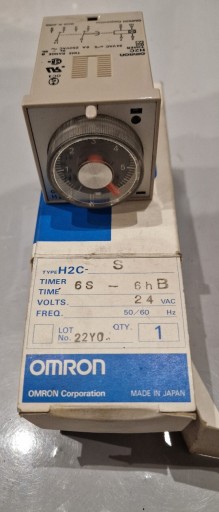 OMRON
H2C-
TYPE H2C- S
TIMER 6S - 6hB
TIME
VOLTS. 24 VAC
FREQ. 50/60 Hz
LOT No. 22Y0 QTY. 1
OMRON
OMRON Corporation MADE IN JAPAN